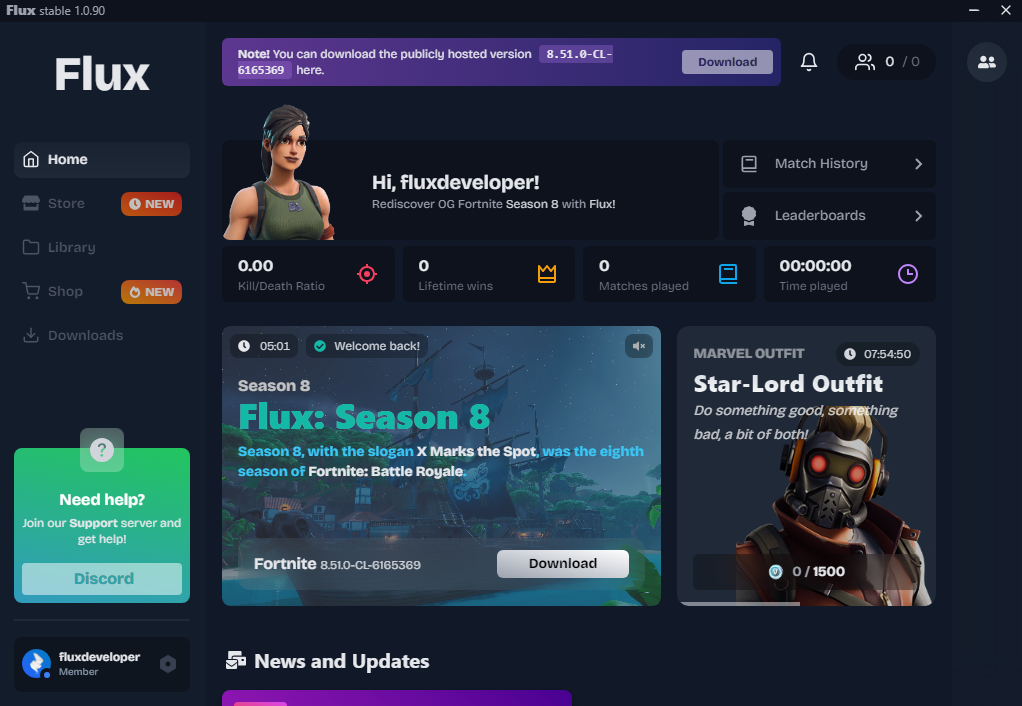 Flux stable 1.0.90
Flux
Home
Store
NEW
Library
Shop
NEW
Downloads
?
Need help?
Join our Support server and
get help!
Discord
fluxdeveloper
Member
Note! You can download the publicly hosted version 8.51.0-CL-
6165369 here.
Download
0 / 0
Hi, fluxdeveloper!
Rediscover OG Fortnite Season 8 with Flux!
Match History
Leaderboards
0.00
Kill/Death Ratio
0
Lifetime wins
0
Matches played
00:00:00
Time played
05:01
Welcome back!
Season 8
Flux: Season 8
Season 8, with the slogan X Marks the Spot, was the eighth
season of Fortnite: Battle Royale.
Fortnite 8.51.0-CL-6165369
Download
MARVEL OUTFIT
07:54:50
Star-Lord Outfit
Do something good, something
bad, a bit of both!
0 / 1500
News and Updates